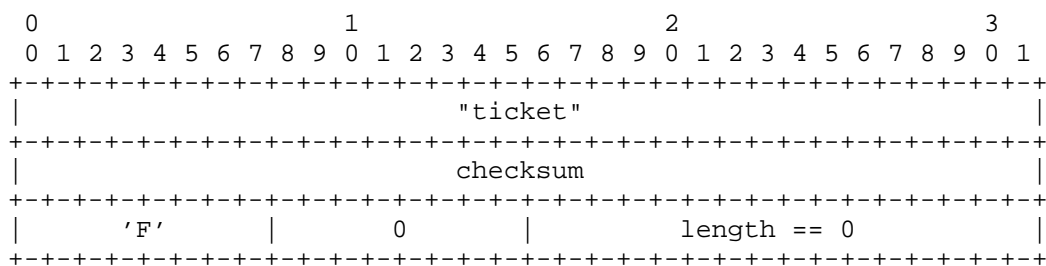 0                   1                   2                   3
 0 1 2 3 4 5 6 7 8 9 0 1 2 3 4 5 6 7 8 9 0 1 2 3 4 5 6 7 8 9 0 1
+-+-+-+-+-+-+-+-+-+-+-+-+-+-+-+-+-+-+-+-+-+-+-+-+-+-+-+-+-+-+-+-+
|                           "ticket"                            |
+-+-+-+-+-+-+-+-+-+-+-+-+-+-+-+-+-+-+-+-+-+-+-+-+-+-+-+-+-+-+-+-+
|                           checksum                            |
+-+-+-+-+-+-+-+-+-+-+-+-+-+-+-+-+-+-+-+-+-+-+-+-+-+-+-+-+-+-+-+-+
|      ’F’      |       0       |         length == 0           |
+-+-+-+-+-+-+-+-+-+-+-+-+-+-+-+-+-+-+-+-+-+-+-+-+-+-+-+-+-+-+-+-+